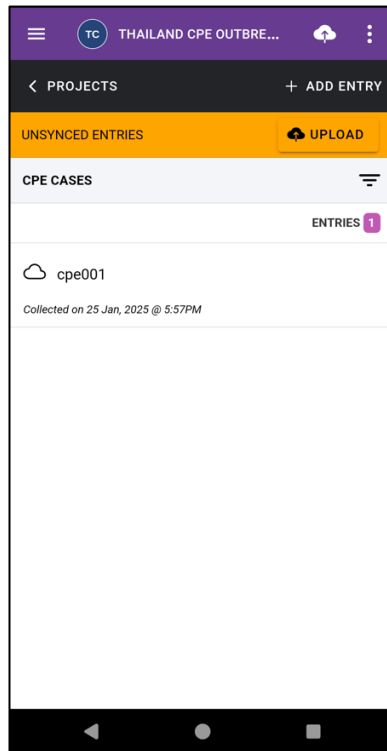 TC THAILAND CPE OUTBRE...
PROJECTS + ADD ENTRY
UNSYNCED ENTRIES UPLOAD
CPE CASES
ENTRIES 1
cpe001
Collected on 25 Jan, 2025 @ 5:57PM